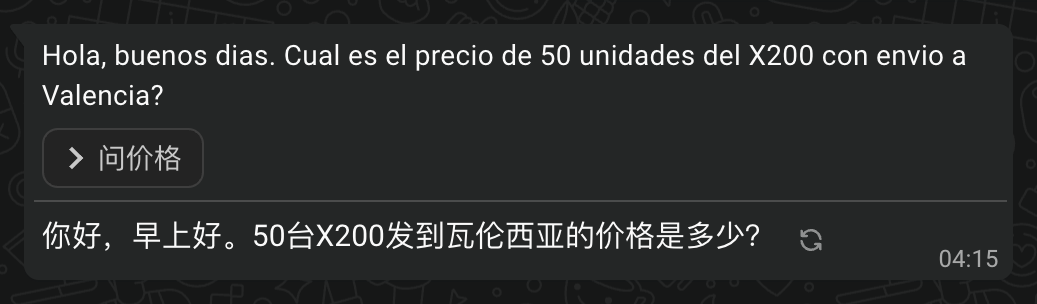 Hola, buenos dias. Cual es el precio de 50 unidades del X200 con envio a
Valencia?
问价格
你好，早上好。50台X200发到瓦伦西亚的价格是多少？
04:15